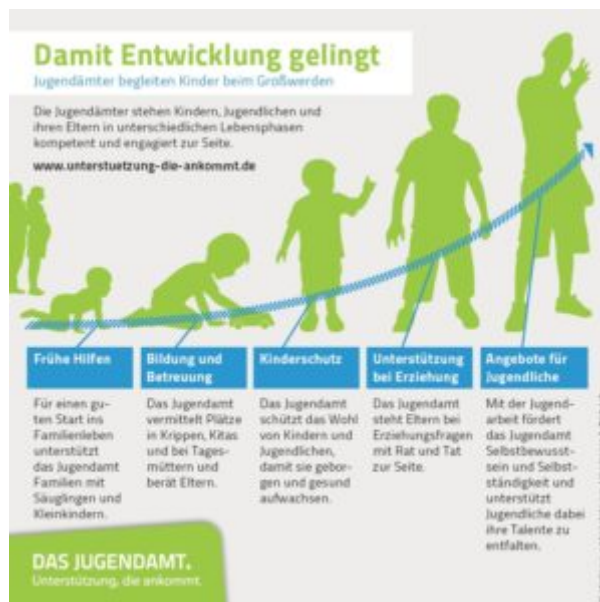 Damit Entwicklung gelingt
Jugendämter begleiten Kinder beim Großwerden
Die Jugendämter stehen Kindern, Jugendlichen und
ihren Eltern in unterschiedlichen Lebensphasen
kompetent und engagiert zur Seite.
www.unterstuetzung-die-ankommt.de
Frühe Hilfen
Für einen gu-
ten Start ins
Familienleben
unterstützt
das Jugendamt
Familien mit
Säuglingen und
Kleinkindern.
Bildung und
Betreuung
Das Jugendamt
vermittelt Plätze
in Krippen, Kitas
und bei Tages-
müttern und
berät Eltern.
Kinderschutz
Das Jugendamt
schützt das Wohl
von Kindern und
Jugendlichen,
damit sie gebor-
gen und gesund
aufwachsen.
Unterstützung
bei Erziehung
Das Jugendamt
steht Eltern bei
Erziehungsfragen
mit Rat und Tat
zur Seite.
Angebote für
Jugendliche
Mit der Jugend-
arbeit fördert
das Jugendamt
Selbstbewusst-
sein und Selbst-
ständigkeit und
unterstützt
Jugendliche dabei
ihre Talente zu
entfalten.
DAS JUGENDAMT.
Unterstützung, die ankommt.